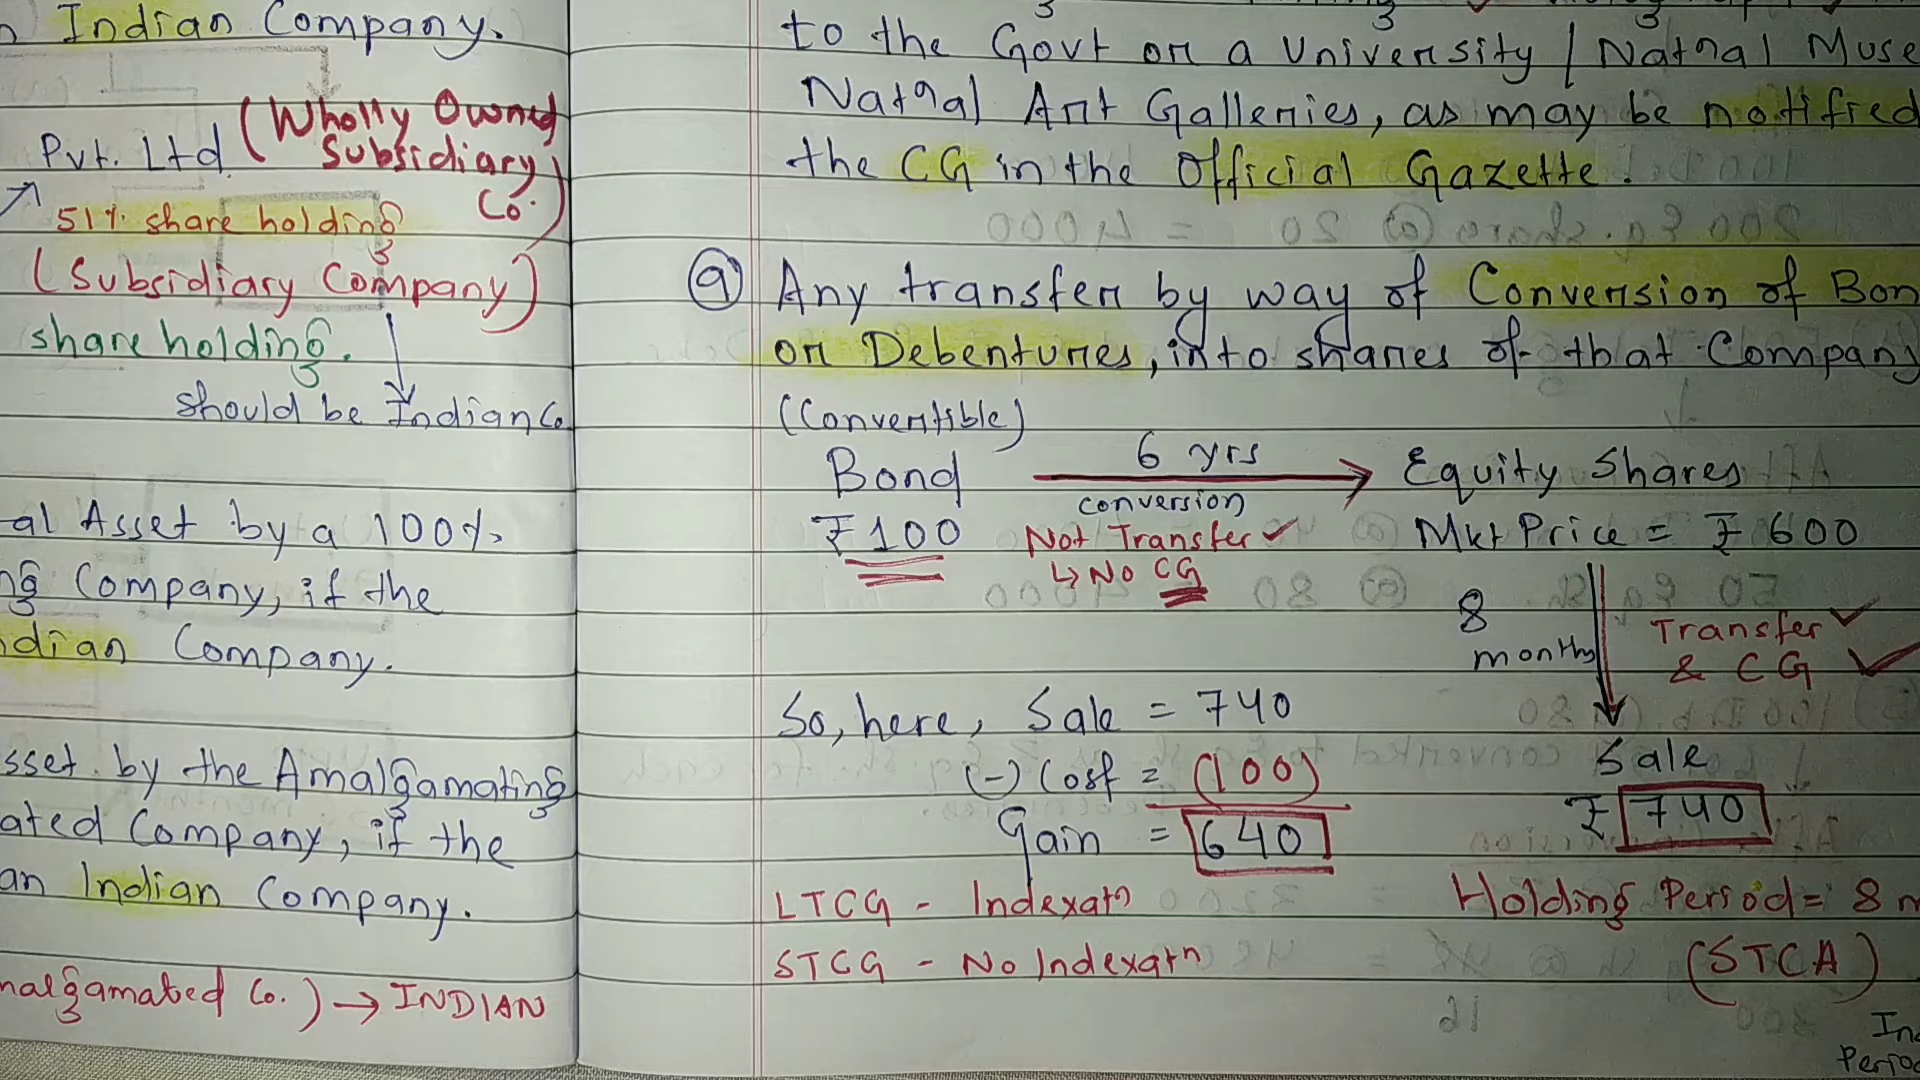 Indian Company.
Pvt. Ltd (Wholly Owned
Subsidiary
Co.)
51% share holding
(Subsidiary Company)
share holding.
should be Indian Co
al Asset by a 100%
ng Company, if the
dian Company.
sset by the Amalgamating
ated Company, if the
an Indian Company.
malgamated Co.) → INDIAN
to the Govt or a University / Natnal Muse
Natnal Art Galleries, as may be notified
the CG in the Official Gazette.
(9) Any transfer by way of Conversion of Bon
or Debentures, into shares of that Company
(Convertible)
Bond 6 yrs → Equity Shares
conversion
₹100 Not Transfer ✓ Mkt Price = ₹ 600
↳ No CG
8 months Transfer ✓
& CG ✓
So, here, Sale = 740
Sale
(-) Cost = (100)
₹ 740
Gain = 640
LTCG - Indexatn Holding Period = 8 m
STCG - No Indexatn (STCA)